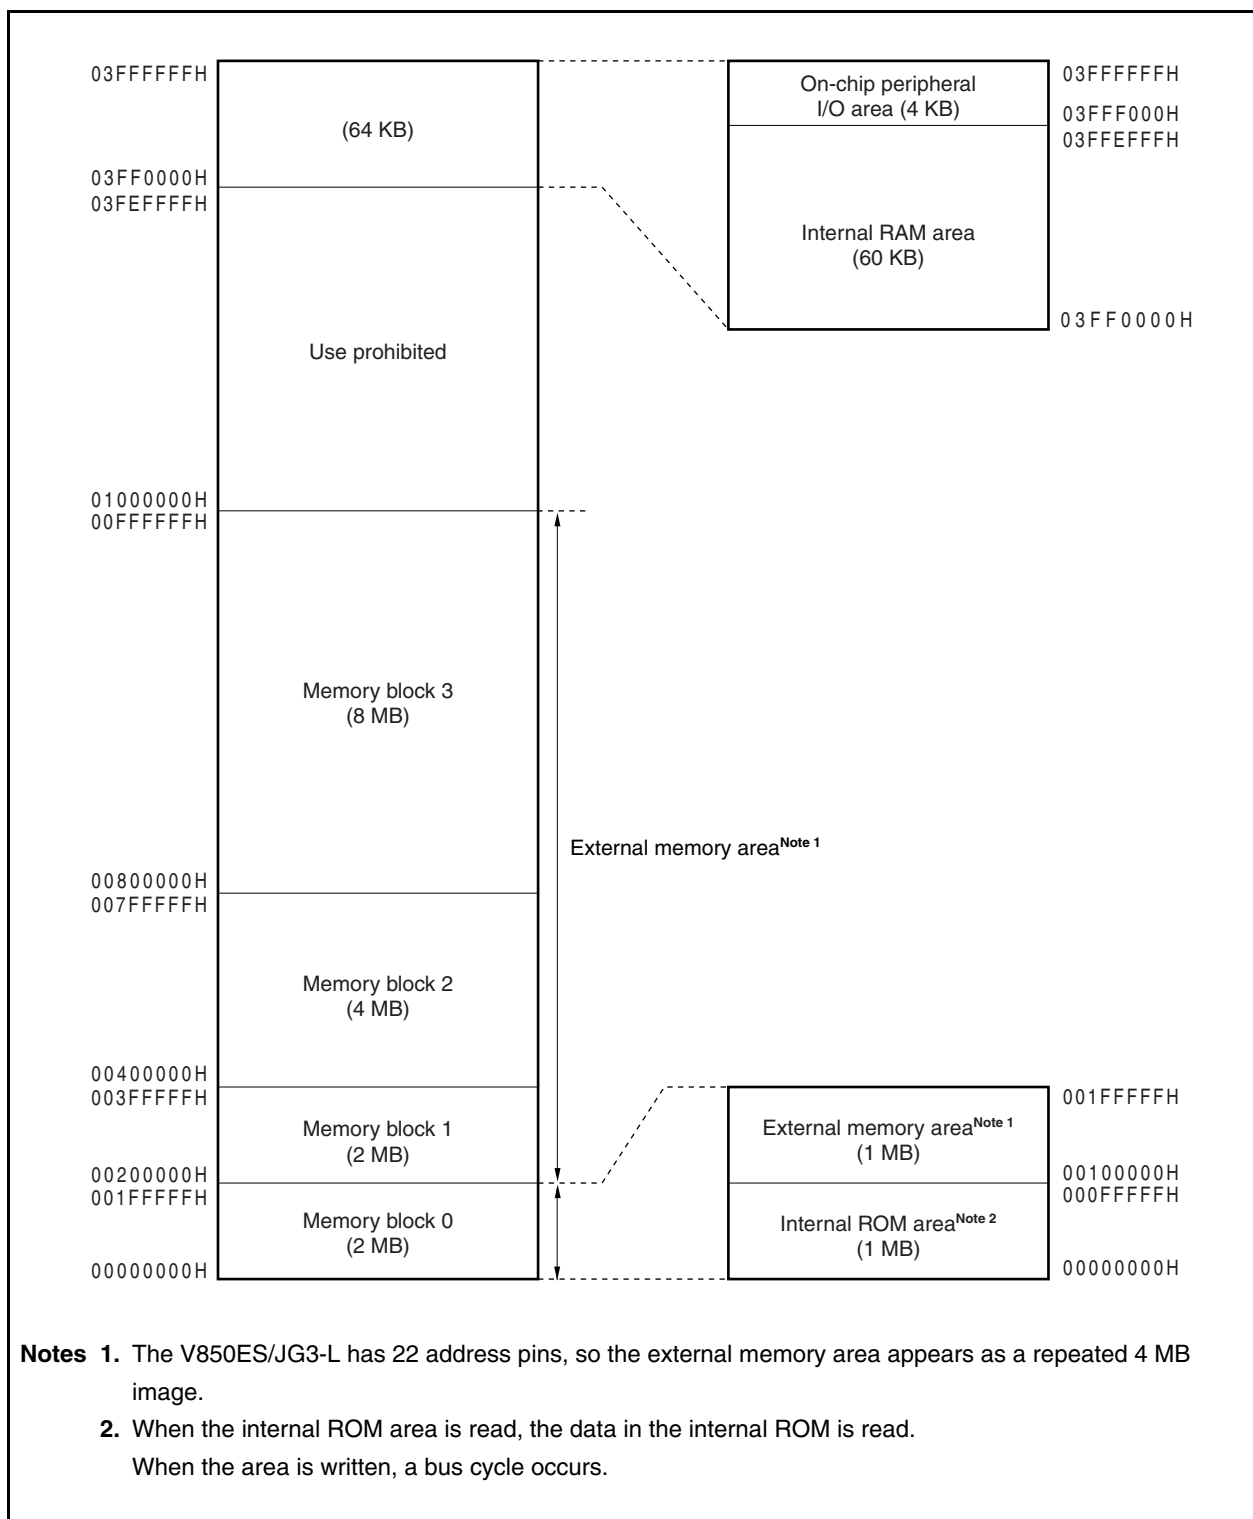 03FFFFFFH
(64 KB)
03FF0000H
03FEFFFFH
Use prohibited
01000000H
00FFFFFFH
Memory block 3
(8 MB)
00800000H
007FFFFFH
Memory block 2
(4 MB)
00400000H
003FFFFFH
Memory block 1
(2 MB)
00200000H
001FFFFFH
Memory block 0
(2 MB)
00000000H
External memory areaNote 1
On-chip peripheral
I/O area (4 KB)
03FFFFFFH
03FFF000H
03FFEFFFH
Internal RAM area
(60 KB)
03FF0000H
External memory areaNote 1
(1 MB)
001FFFFFH
00100000H
000FFFFFH
Internal ROM areaNote 2
(1 MB)
00000000H
Notes 1. The V850ES/JG3-L has 22 address pins, so the external memory area appears as a repeated 4 MB
image.
2. When the internal ROM area is read, the data in the internal ROM is read.
When the area is written, a bus cycle occurs.